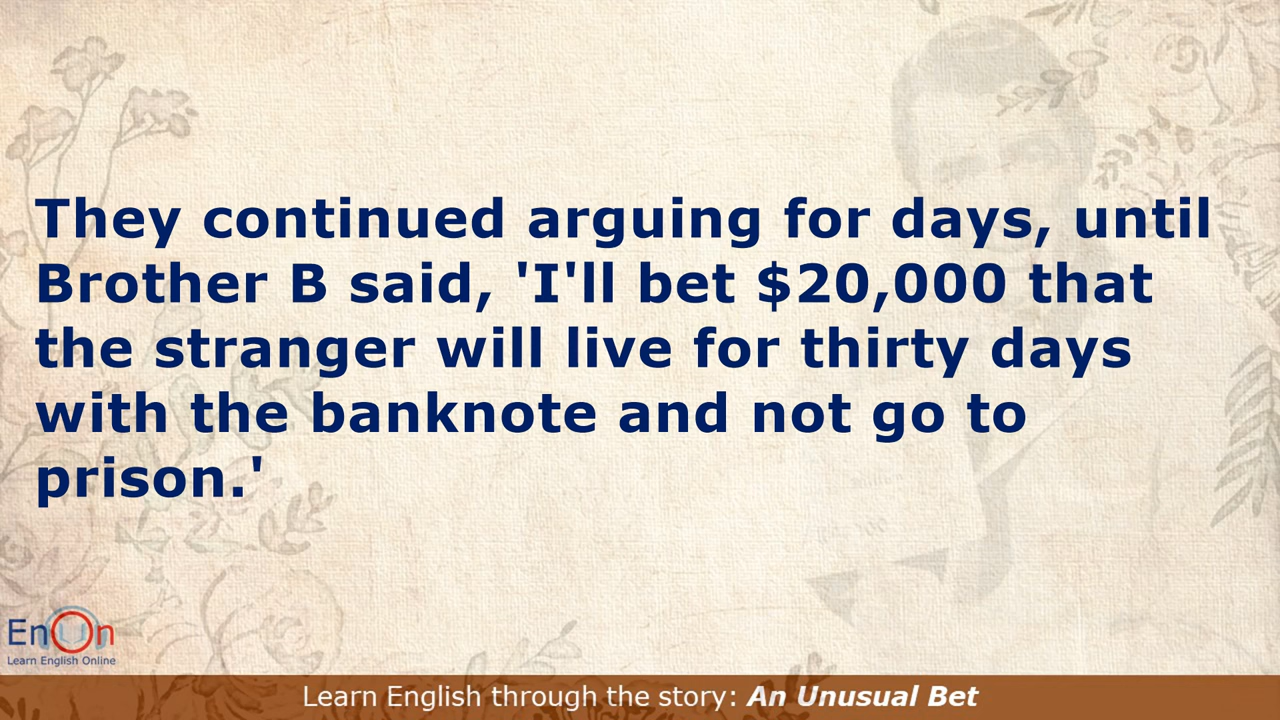 They continued arguing for days, until
Brother B said, 'I'll bet $20,000 that
the stranger will live for thirty days
with the banknote and not go to
prison.'
EnOn
Learn English Online
Learn English through the story: An Unusual Bet